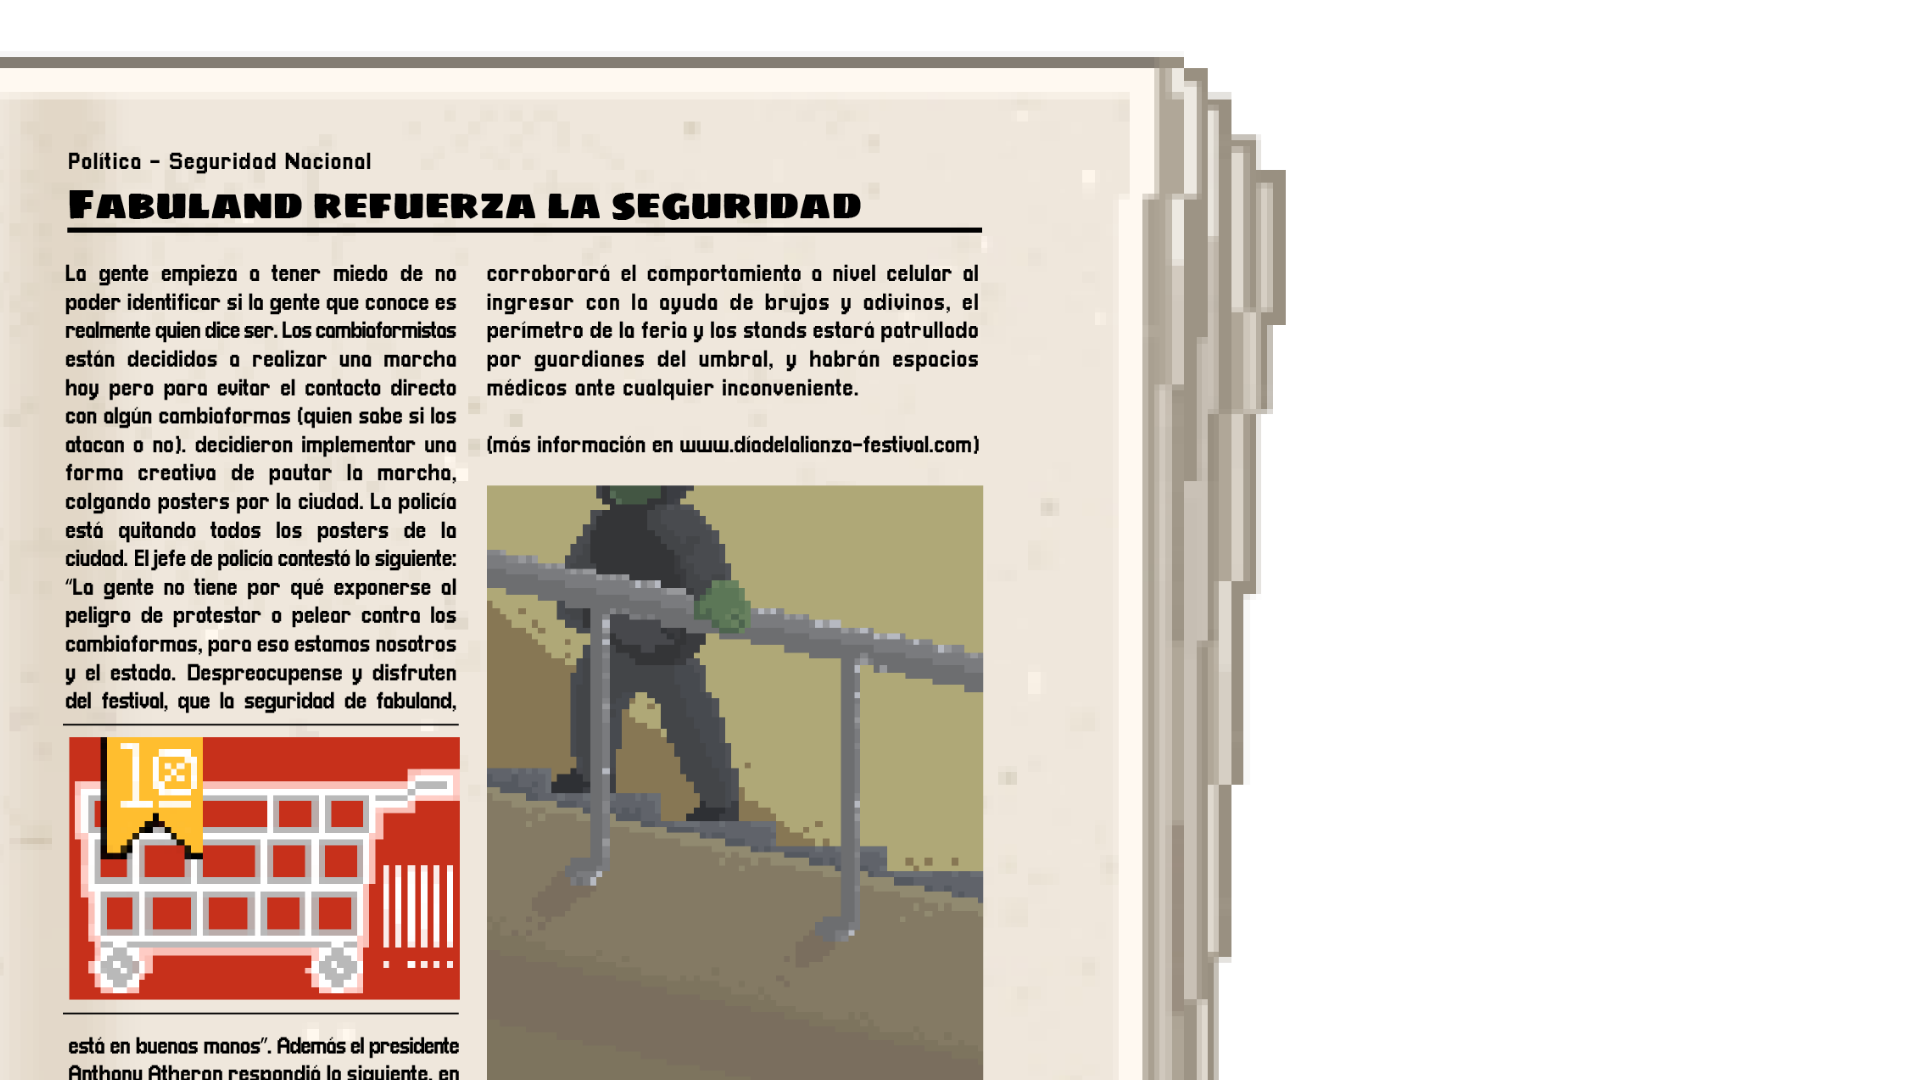 Política - Seguridad Nacional
FABULAND REFUERZA LA SEGURIDAD
La gente empieza a tener miedo de no
poder identificar si la gente que conoce es
realmente quien dice ser. Los cambiaformistas
están decididos a realizar una marcha
hoy pero para evitar el contacto directo
con algún cambiaformas (quien sabe si los
atacan o no). decidieron implementar una
forma creativa de pautar la marcha,
colgando posters por la ciudad. La policía
está quitando todos los posters de la
ciudad. El jefe de policía contestó lo siguiente:
"La gente no tiene por qué exponerse al
peligro de protestar o pelear contra los
cambiaformas, para eso estamos nosotros
y el estado. Despreocupense y disfruten
del festival, que la seguridad de fabuland,
10
está en buenas manos". Además el presidente
Anthony Atheron respondió lo siguiente, en
corroborará el comportamiento a nivel celular al
ingresar con la ayuda de brujos y adivinos, el
perímetro de la feria y los stands estará patrullado
por guardianes del umbral, y habrán espacios
médicos ante cualquier inconveniente.
(más información en www.díadelalianza-festival.com)